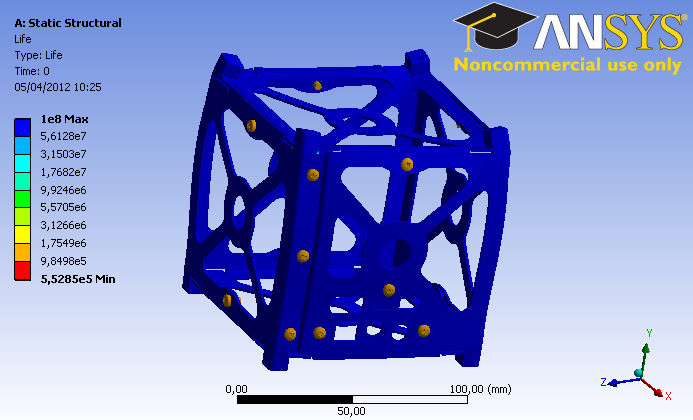 A: Static Structural
Life
Type: Life
Time: 0
05/04/2012 10:25
ANSYS
Noncommercial use only
1e8 Max
5,6128e7
3,1503e7
1,7682e7
9,9246e6
5,5705e6
3,1266e6
1,7549e6
9,8498e5
5,5285e5 Min
0,00
100,00 (mm)
50,00
Y
Z
X